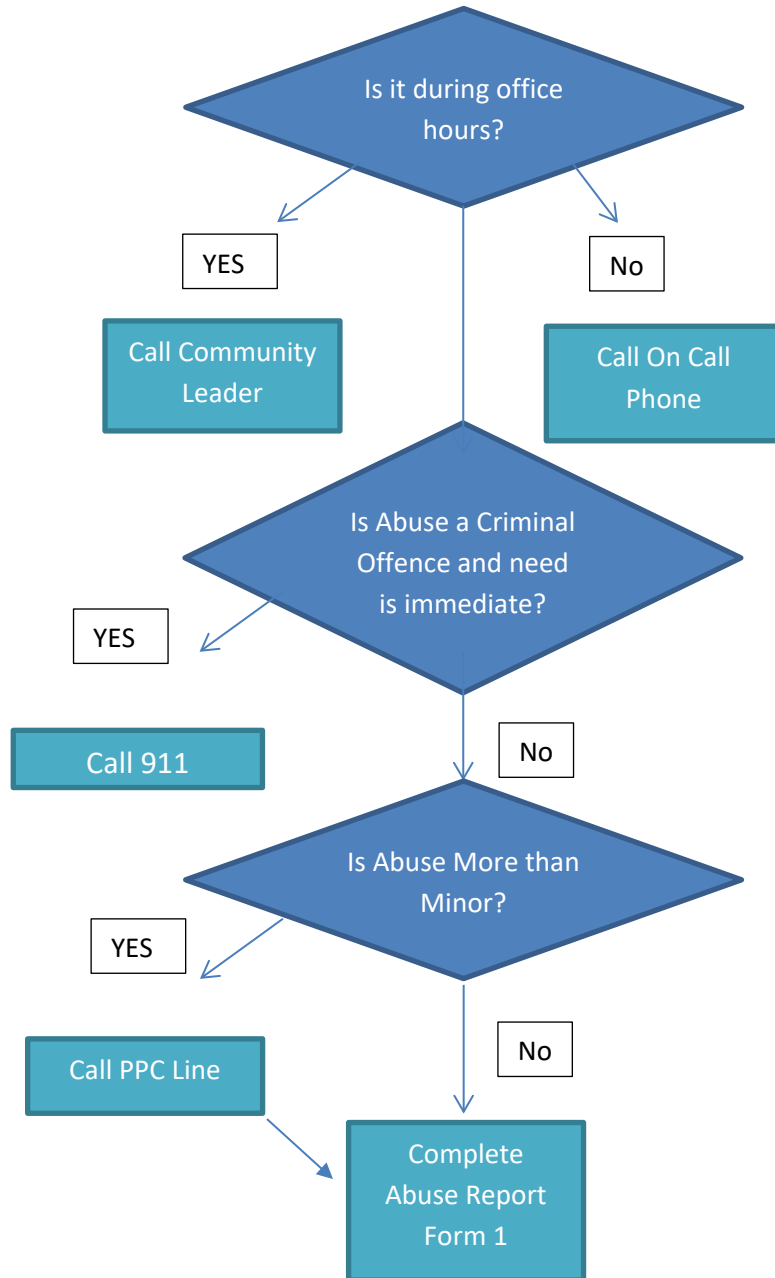 Is it during office
hours?
YES
No
Call Community
Leader
Call On Call
Phone
Is Abuse a Criminal
Offence and need
is immediate?
YES
Call 911
No
Is Abuse More than
Minor?
YES
No
Call PPC Line
Complete
Abuse Report
Form 1